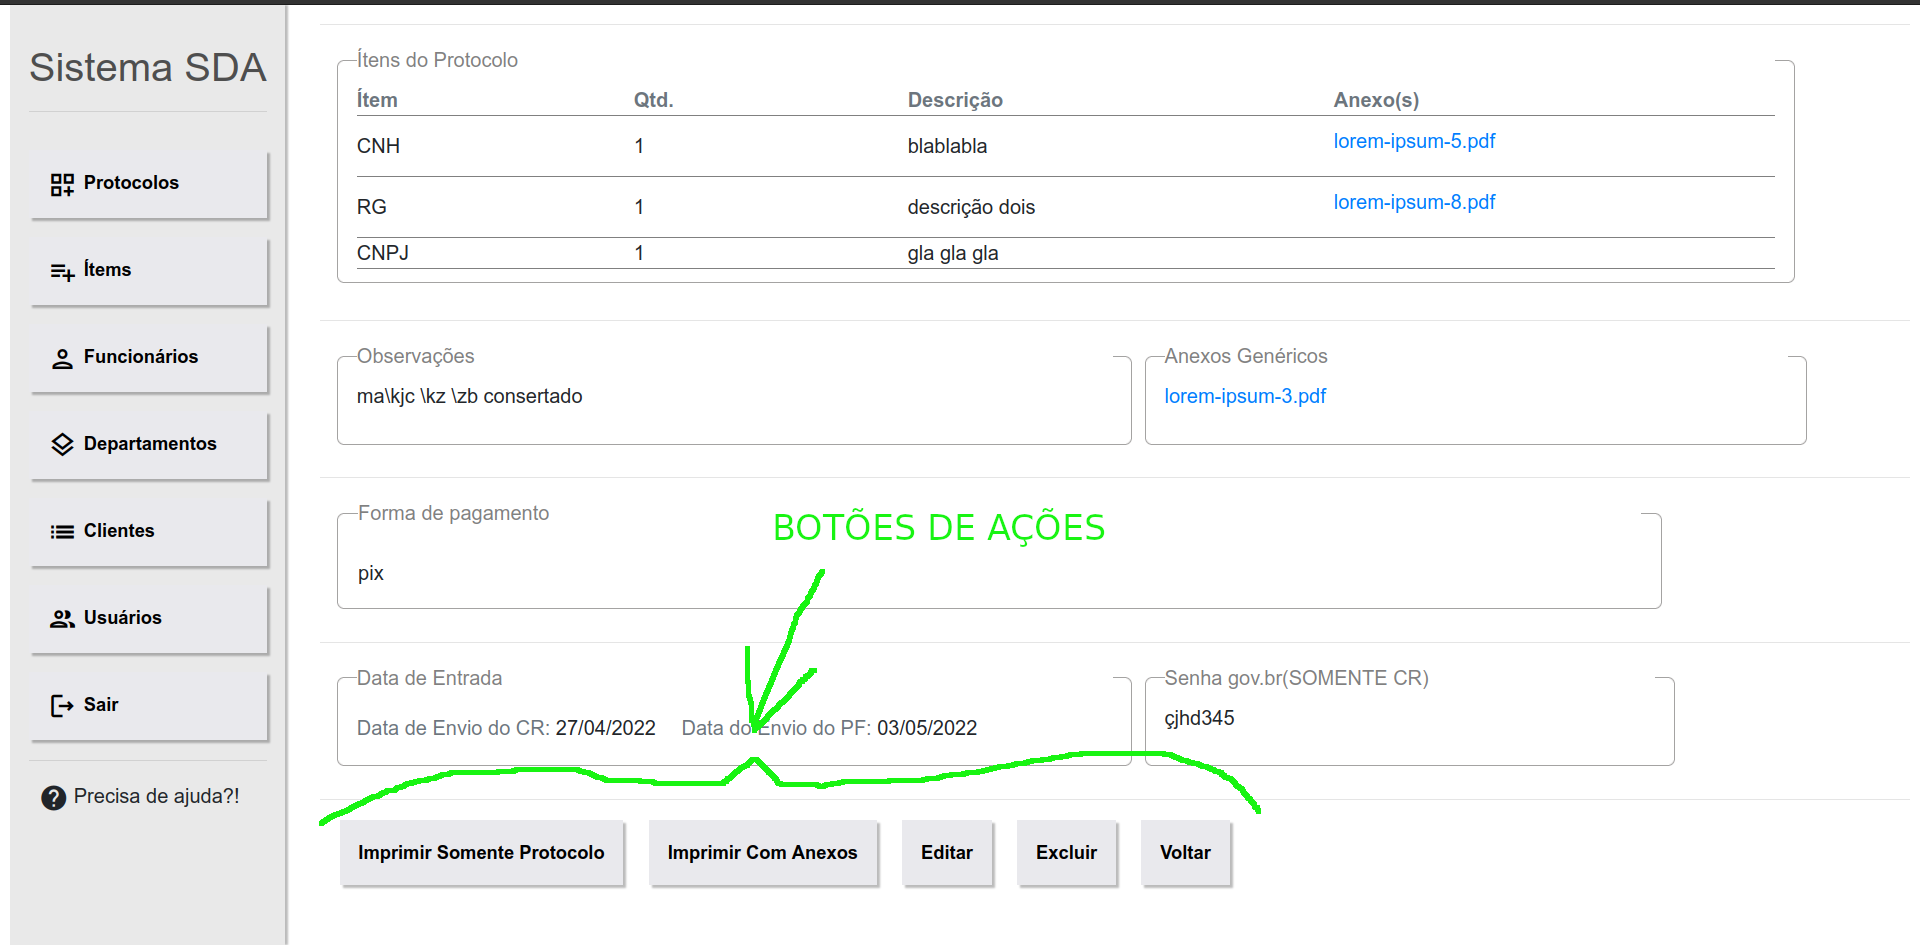 Sistema SDA
Protocolos
Ítems
Funcionários
Departamentos
Clientes
Usuários
Sair
Precisa de ajuda?!
Ítens do Protocolo
Ítem Qtd. Descrição Anexo(s)
CNH 1 blablabla lorem-ipsum-5.pdf
RG 1 descrição dois lorem-ipsum-8.pdf
CNPJ 1 gla gla gla
Observações
ma\kjc \kz \zb consertado
Anexos Genéricos
lorem-ipsum-3.pdf
Forma de pagamento
pix
BOTÕES DE AÇÕES
Data de Entrada
Data de Envio do CR: 27/04/2022 Data do Envio do PF: 03/05/2022
Senha gov.br(SOMENTE CR)
çjhd345
Imprimir Somente Protocolo Imprimir Com Anexos Editar Excluir Voltar